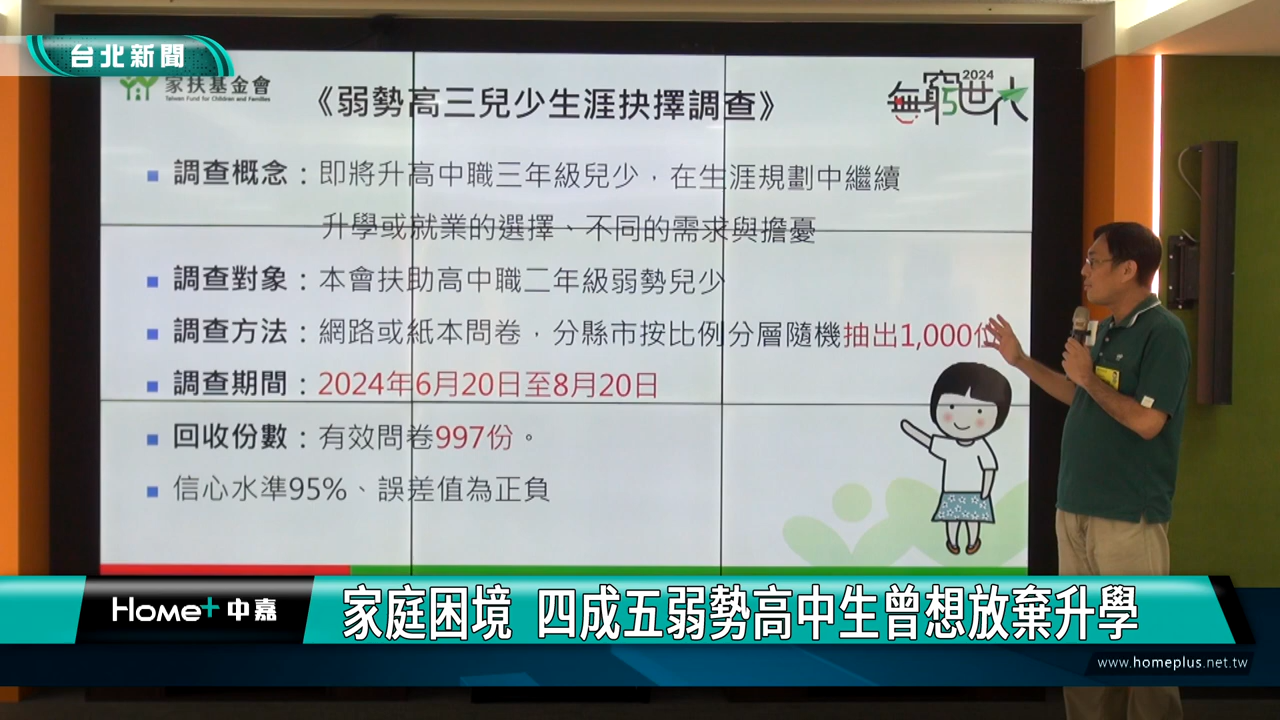 台北新聞
家扶基金會
Taiwan Fund for Children and Families
2024
無窮世代
《弱勢高三兒少生涯抉擇調查》
調查概念：即將升高中職三年級兒少，在生涯規劃中繼續
升學或就業的選擇、不同的需求與擔憂
調查對象：本會扶助高中職二年級弱勢兒少
調查方法：網路或紙本問卷，分縣市按比例分層隨機抽出1,000位
調查期間：2024年6月20日至8月20日
回收份數：有效問卷997份。
信心水準95%、誤差值為正負
Home+中嘉
家庭困境 四成五弱勢高中生曾想放棄升學
www.homeplus.net.tw